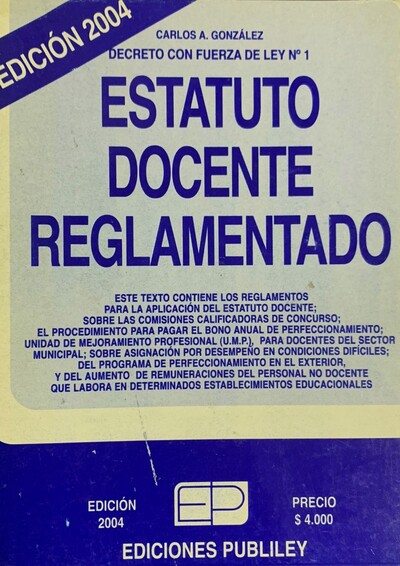 EDICIÓN 2004
CARLOS A. GONZÁLEZ
DECRETO CON FUERZA DE LEY Nº 1
ESTATUTO
DOCENTE
REGLAMENTADO
ESTE TEXTO CONTIENE LOS REGLAMENTOS
PARA LA APLICACIÓN DEL ESTATUTO DOCENTE;
SOBRE LAS COMISIONES CALIFICADORAS DE CONCURSO;
EL PROCEDIMIENTO PARA PAGAR EL BONO ANUAL DE PERFECCIONAMIENTO;
UNIDAD DE MEJORAMIENTO PROFESIONAL (U.M.P.), PARA DOCENTES DEL SECTOR
MUNICIPAL; SOBRE ASIGNACIÓN POR DESEMPEÑO EN CONDICIONES DIFÍCILES;
DEL PROGRAMA DE PERFECCIONAMIENTO EN EL EXTERIOR,
Y DEL AUMENTO DE REMUNERACIONES DEL PERSONAL NO DOCENTE
QUE LABORA EN DETERMINADOS ESTABLECIMIENTOS EDUCACIONALES
EDICIÓN
2004
EP
PRECIO
$ 4.000
EDICIONES PUBLILEY